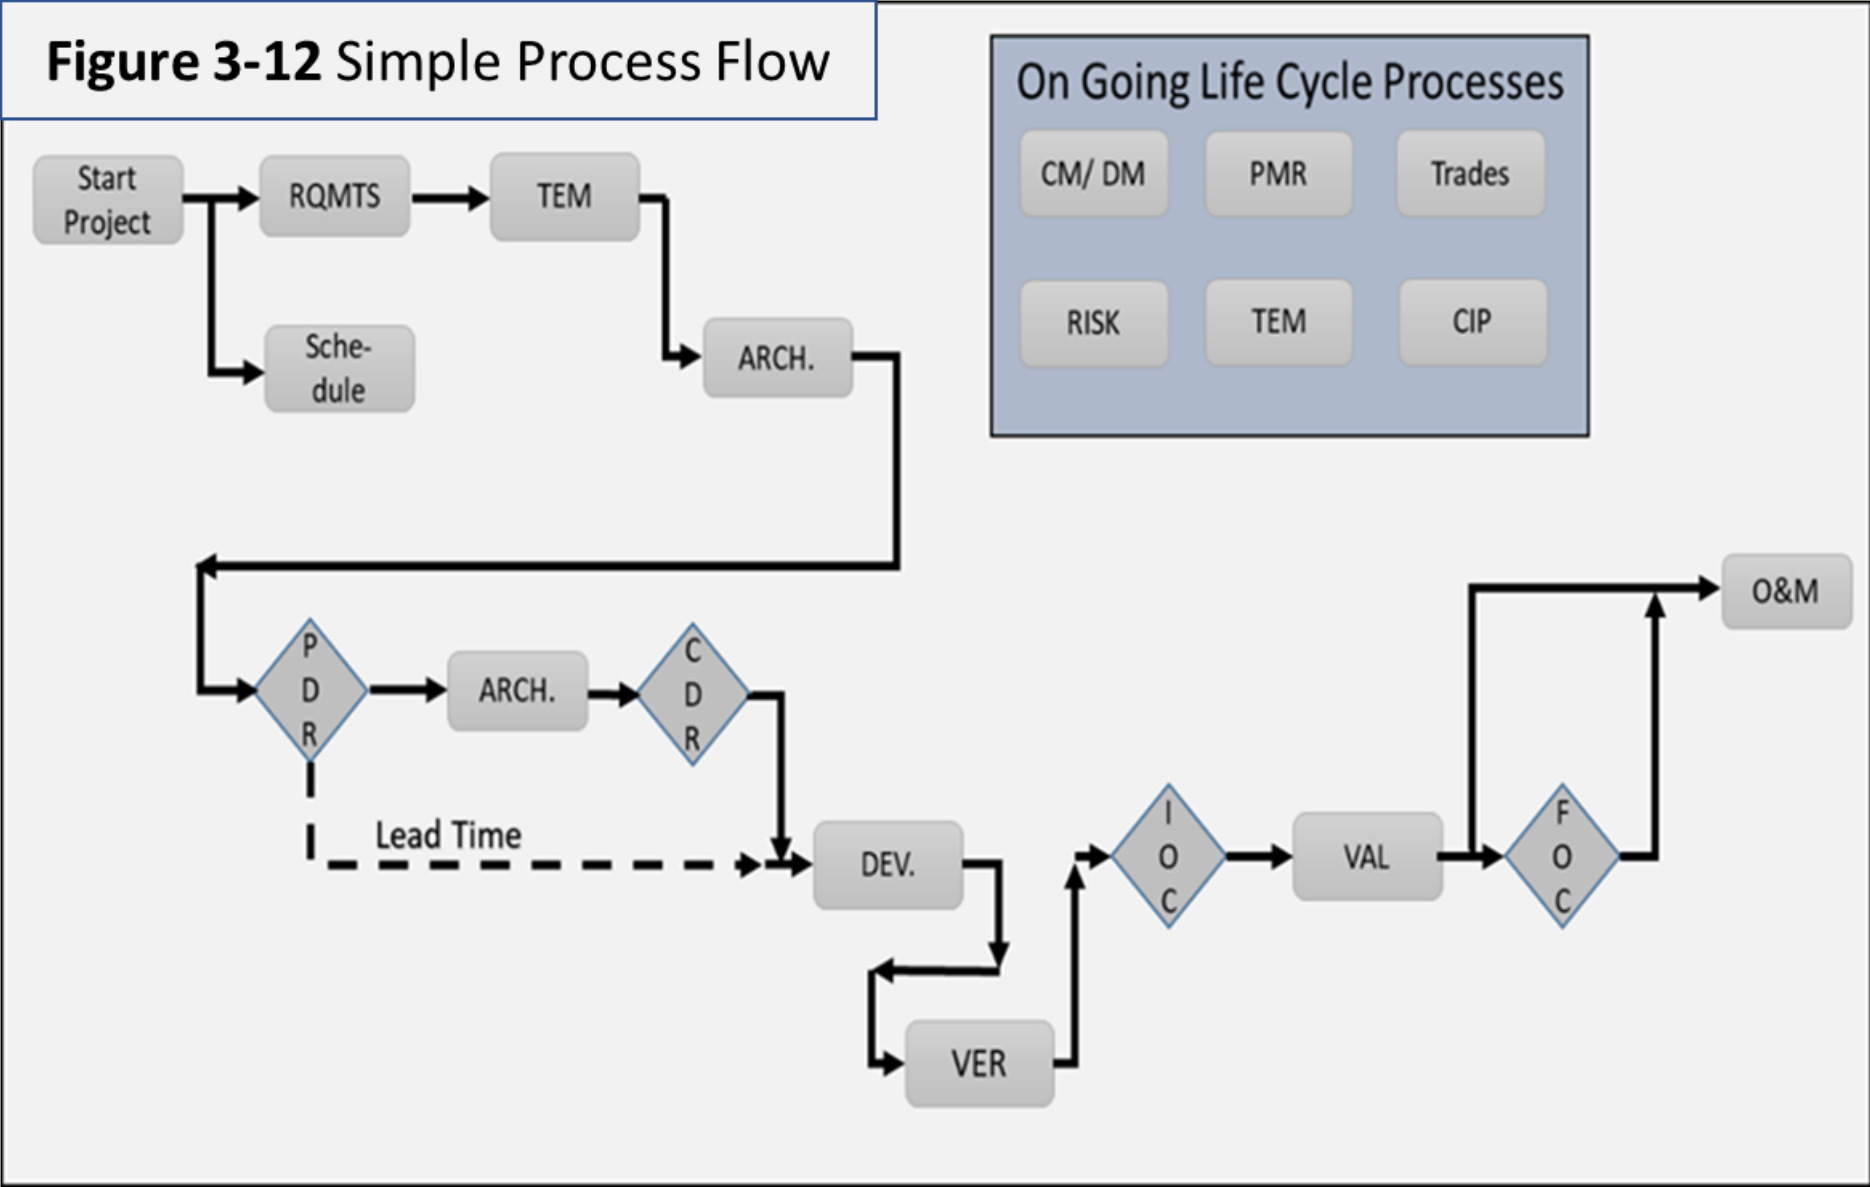 Figure 3-12 Simple Process Flow
On Going Life Cycle Processes
CM/ DM
PMR
Trades
RISK
TEM
CIP
Start
Project
RQMTS
TEM
Sche-
dule
ARCH.
P
D
R
ARCH.
C
D
R
Lead Time
DEV.
VER
I
O
C
VAL
F
O
C
O&M